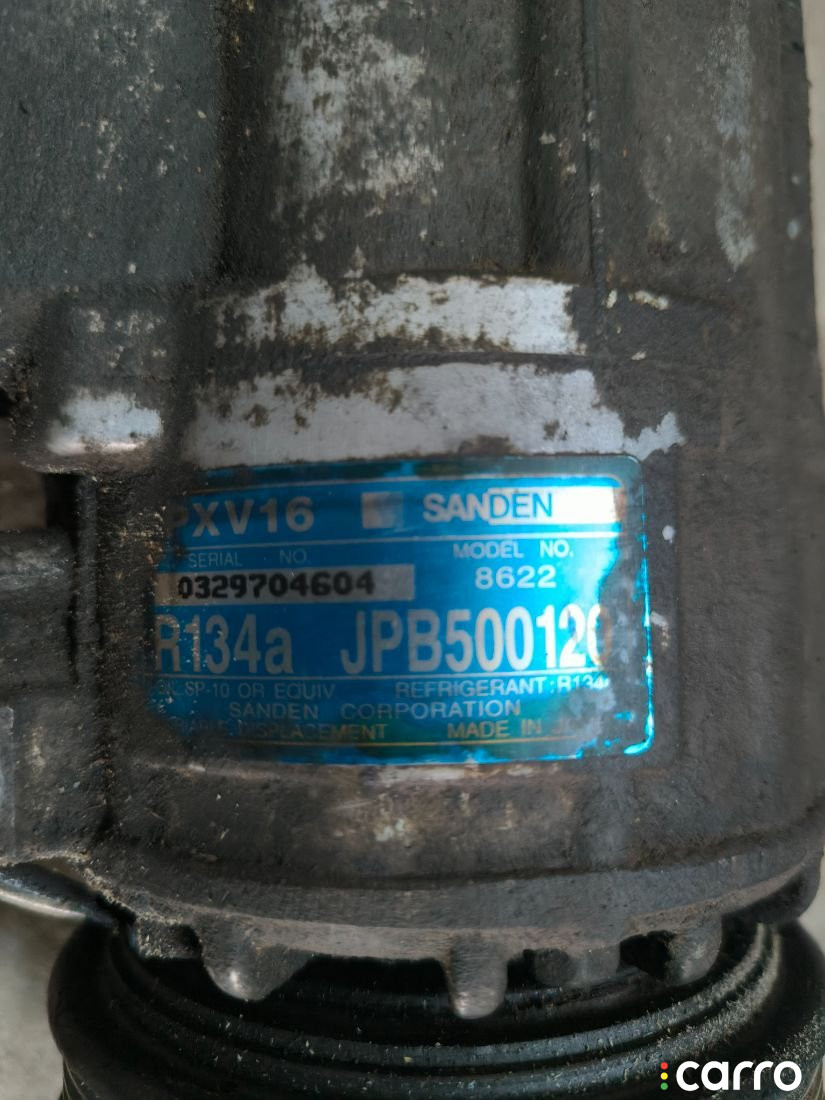 PXV16 SANDEN
SERIAL NO. MODEL NO.
0329704604 8622
R134a JPB500120
SP-10 OR EQUIV. REFRIGERANT:R134
SANDEN CORPORATION
DISPLACEMENT MADE IN
carro